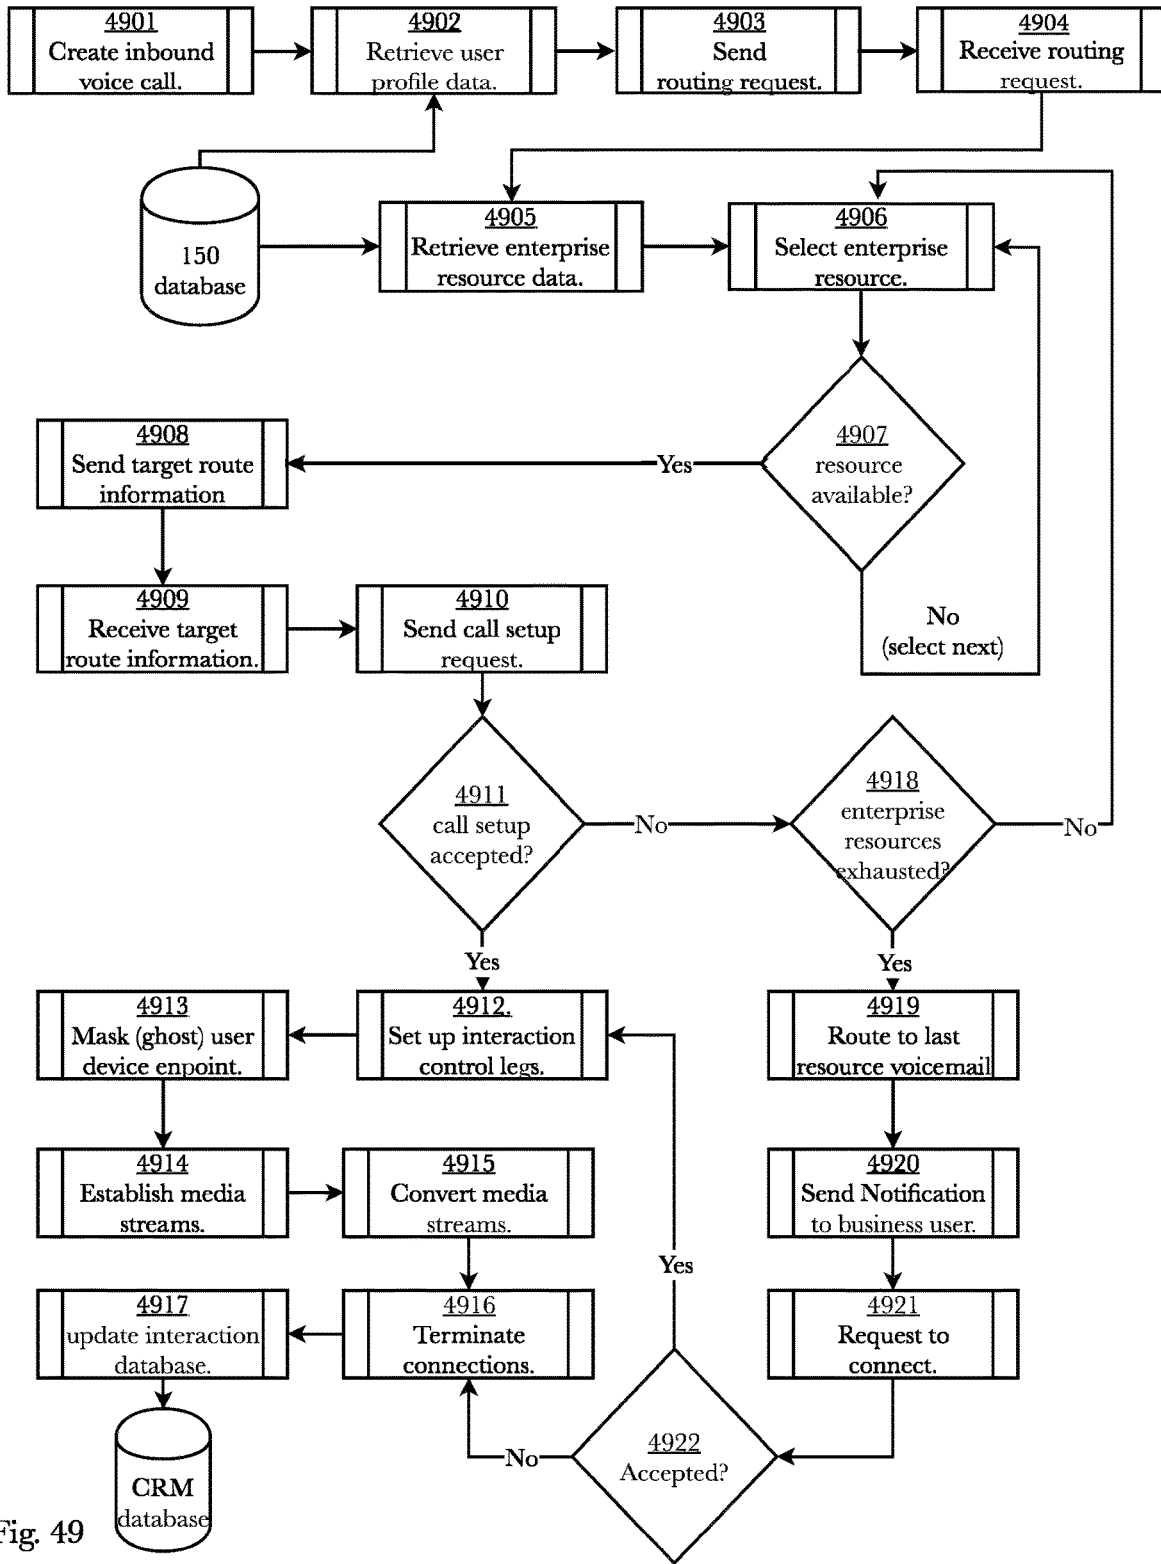 4901
Create inbound
voice call.
4902
Retrieve user
profile data.
4903
Send
routing request.
4904
Receive routing
request.
150
database
4905
Retrieve enterprise
resource data.
4906
Select enterprise
resource.
4907
resource
available?
Yes
4908
Send target route
information
No
(select next)
4909
Receive target
route information.
4910
Send call setup
request.
4911
call setup
accepted?
No
4918
enterprise
resources
exhausted?
No
Yes
Yes
4913
Mask (ghost) user
device enpoint.
4912.
Set up interaction
control legs.
4919
Route to last
resource voicemail
4914
Establish media
streams.
4915
Convert media
streams.
4920
Send Notification
to business user.
Yes
4917
update interaction
database.
4916
Terminate
connections.
4921
Request to
connect.
No
4922
Accepted?
CRM
database
Fig. 49